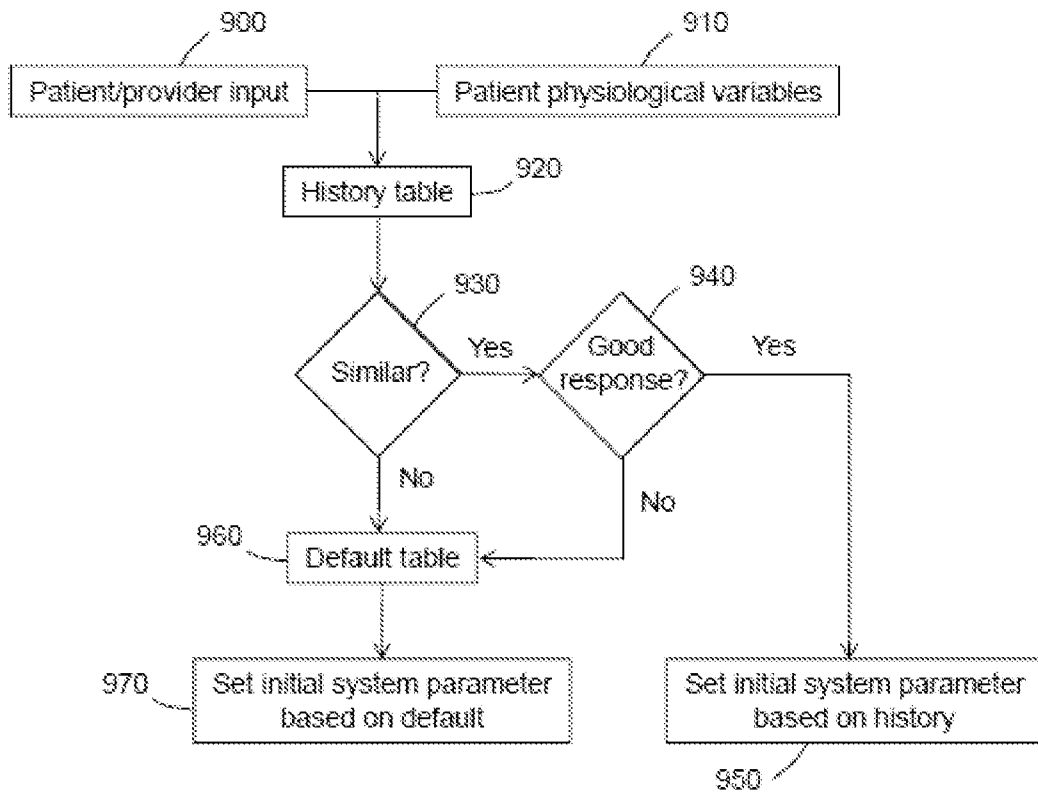 900
910
Patient/provider input
Patient physiological variables
920
History table
930
940
Similar?
Yes
Good
response?
Yes
No
No
960
Default table
970
Set initial system parameter
based on default
Set initial system parameter
based on history
950